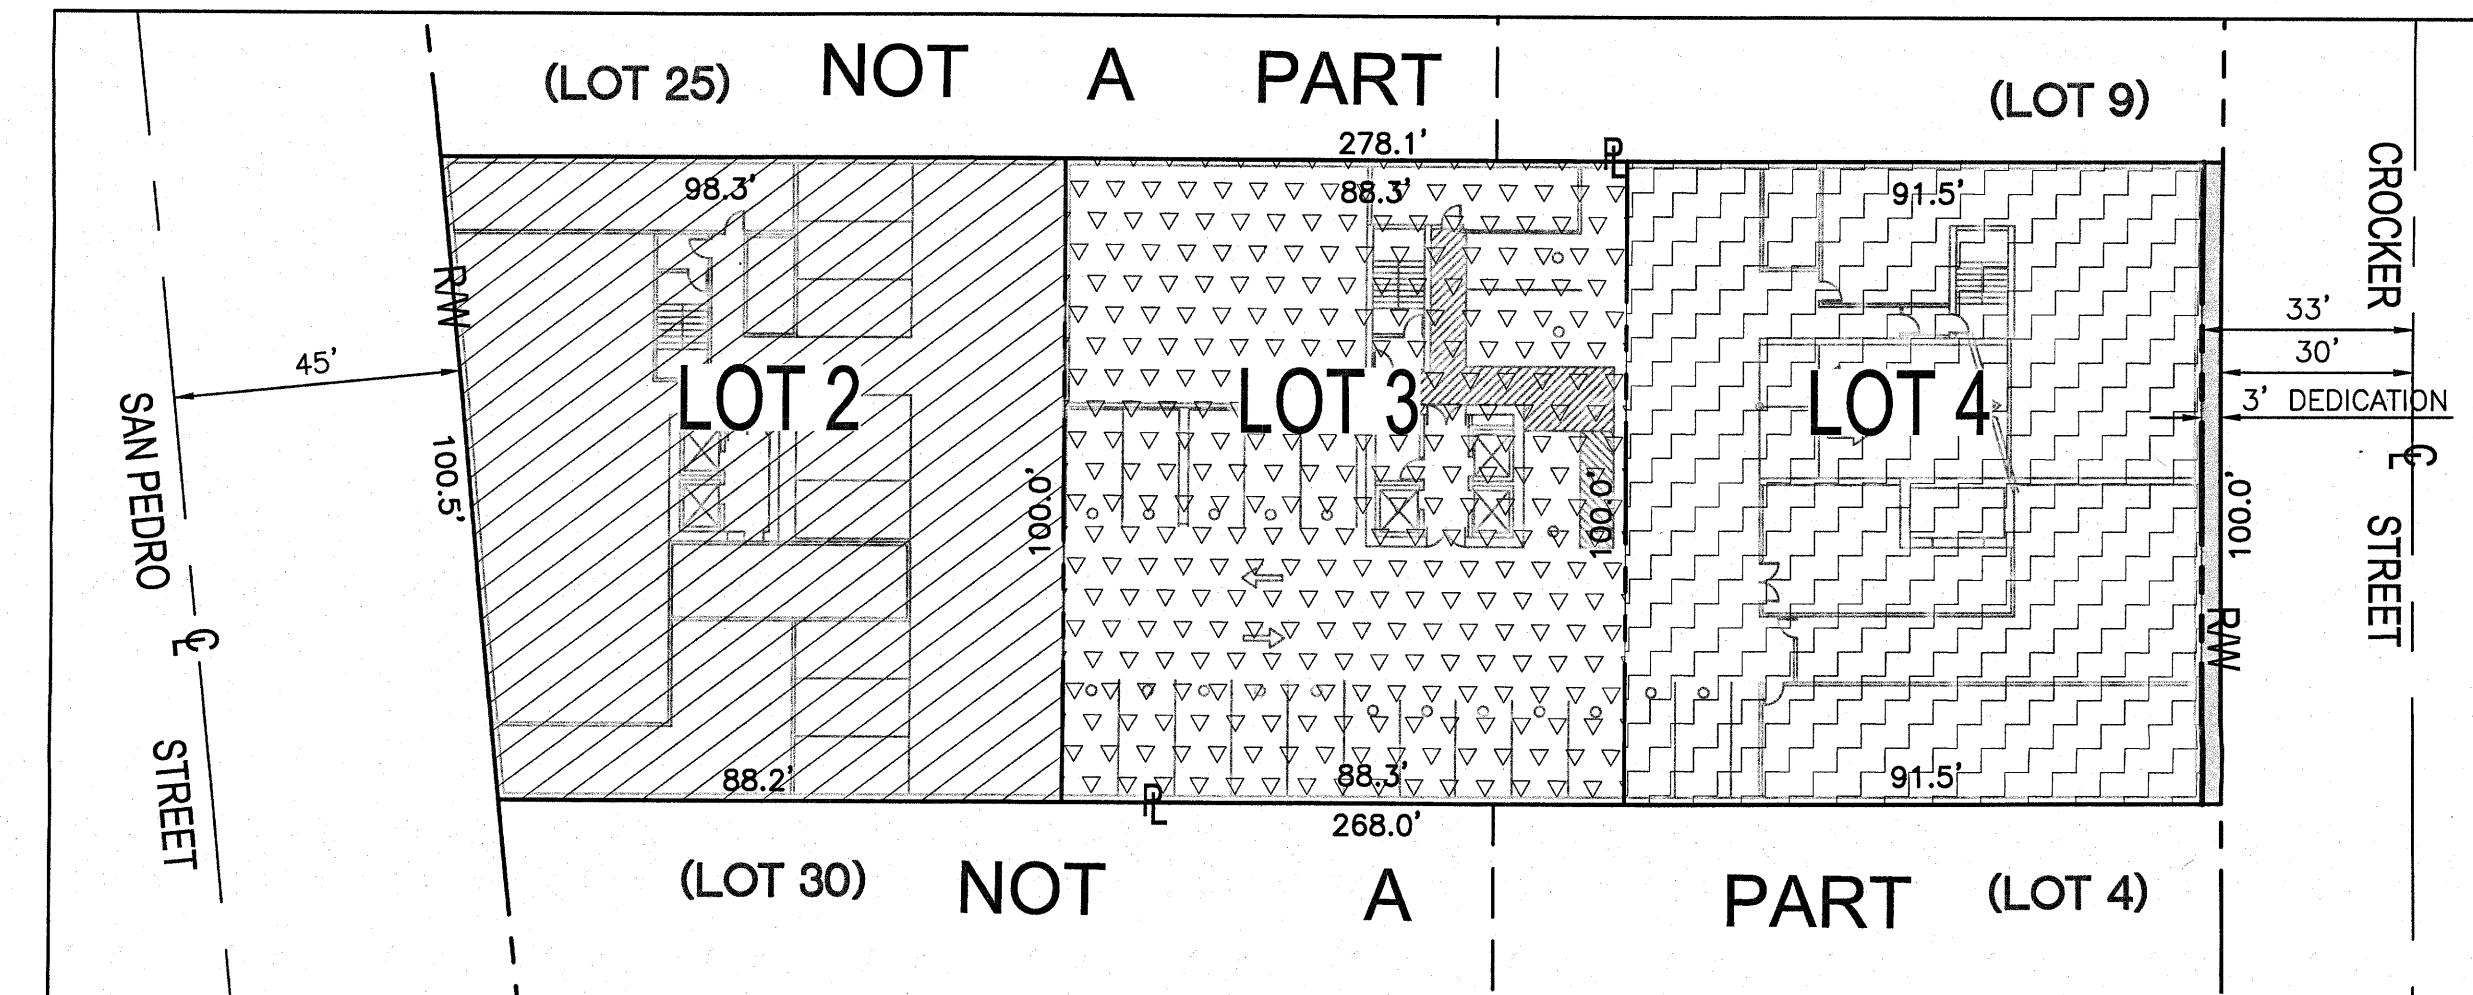 (LOT 25) NOT A PART (LOT 9)
278.1' PL
98.3' 88.3' 91.5'
CROCKER
R/W
33'
30'
45'
3' DEDICATION
LOT 2 LOT 3 LOT 4
SAN PEDRO
100.5' 100.0' 100.0' 100.0'
CL
STREET
CL
R/W
STREET
88.2' 88.3' 91.5'
PL
268.0'
(LOT 30) NOT A PART (LOT 4)